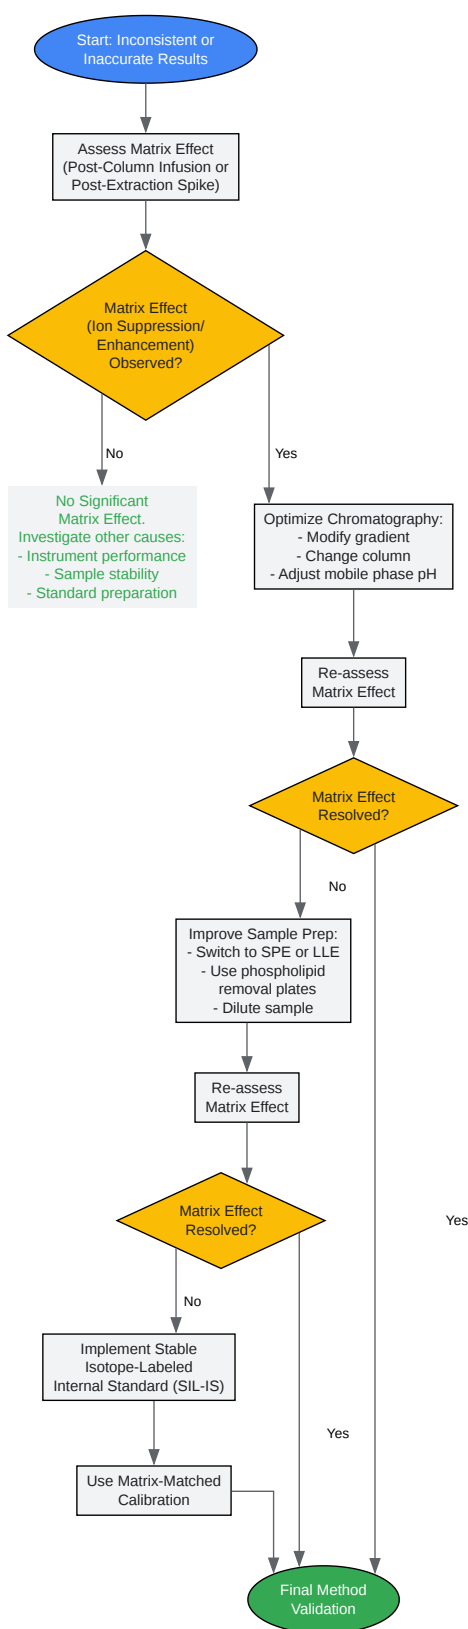 Start: Inconsistent or
Inaccurate Results
Assess Matrix Effect
(Post-Column Infusion or
Post-Extraction Spike)
Matrix Effect
(Ion Suppression/
Enhancement)
Observed?
No
Yes
No Significant
Matrix Effect.
Investigate other causes:
- Instrument performance
- Sample stability
- Standard preparation
Optimize Chromatography:
- Modify gradient
- Change column
- Adjust mobile phase pH
Re-assess
Matrix Effect
Matrix Effect
Resolved?
No
Improve Sample Prep:
- Switch to SPE or LLE
- Use phospholipid
removal plates
- Dilute sample
Re-assess
Matrix Effect
Matrix Effect
Resolved?
Yes
No
Implement Stable
Isotope-Labeled
Internal Standard (SIL-IS)
Yes
Use Matrix-Matched
Calibration
Final Method
Validation